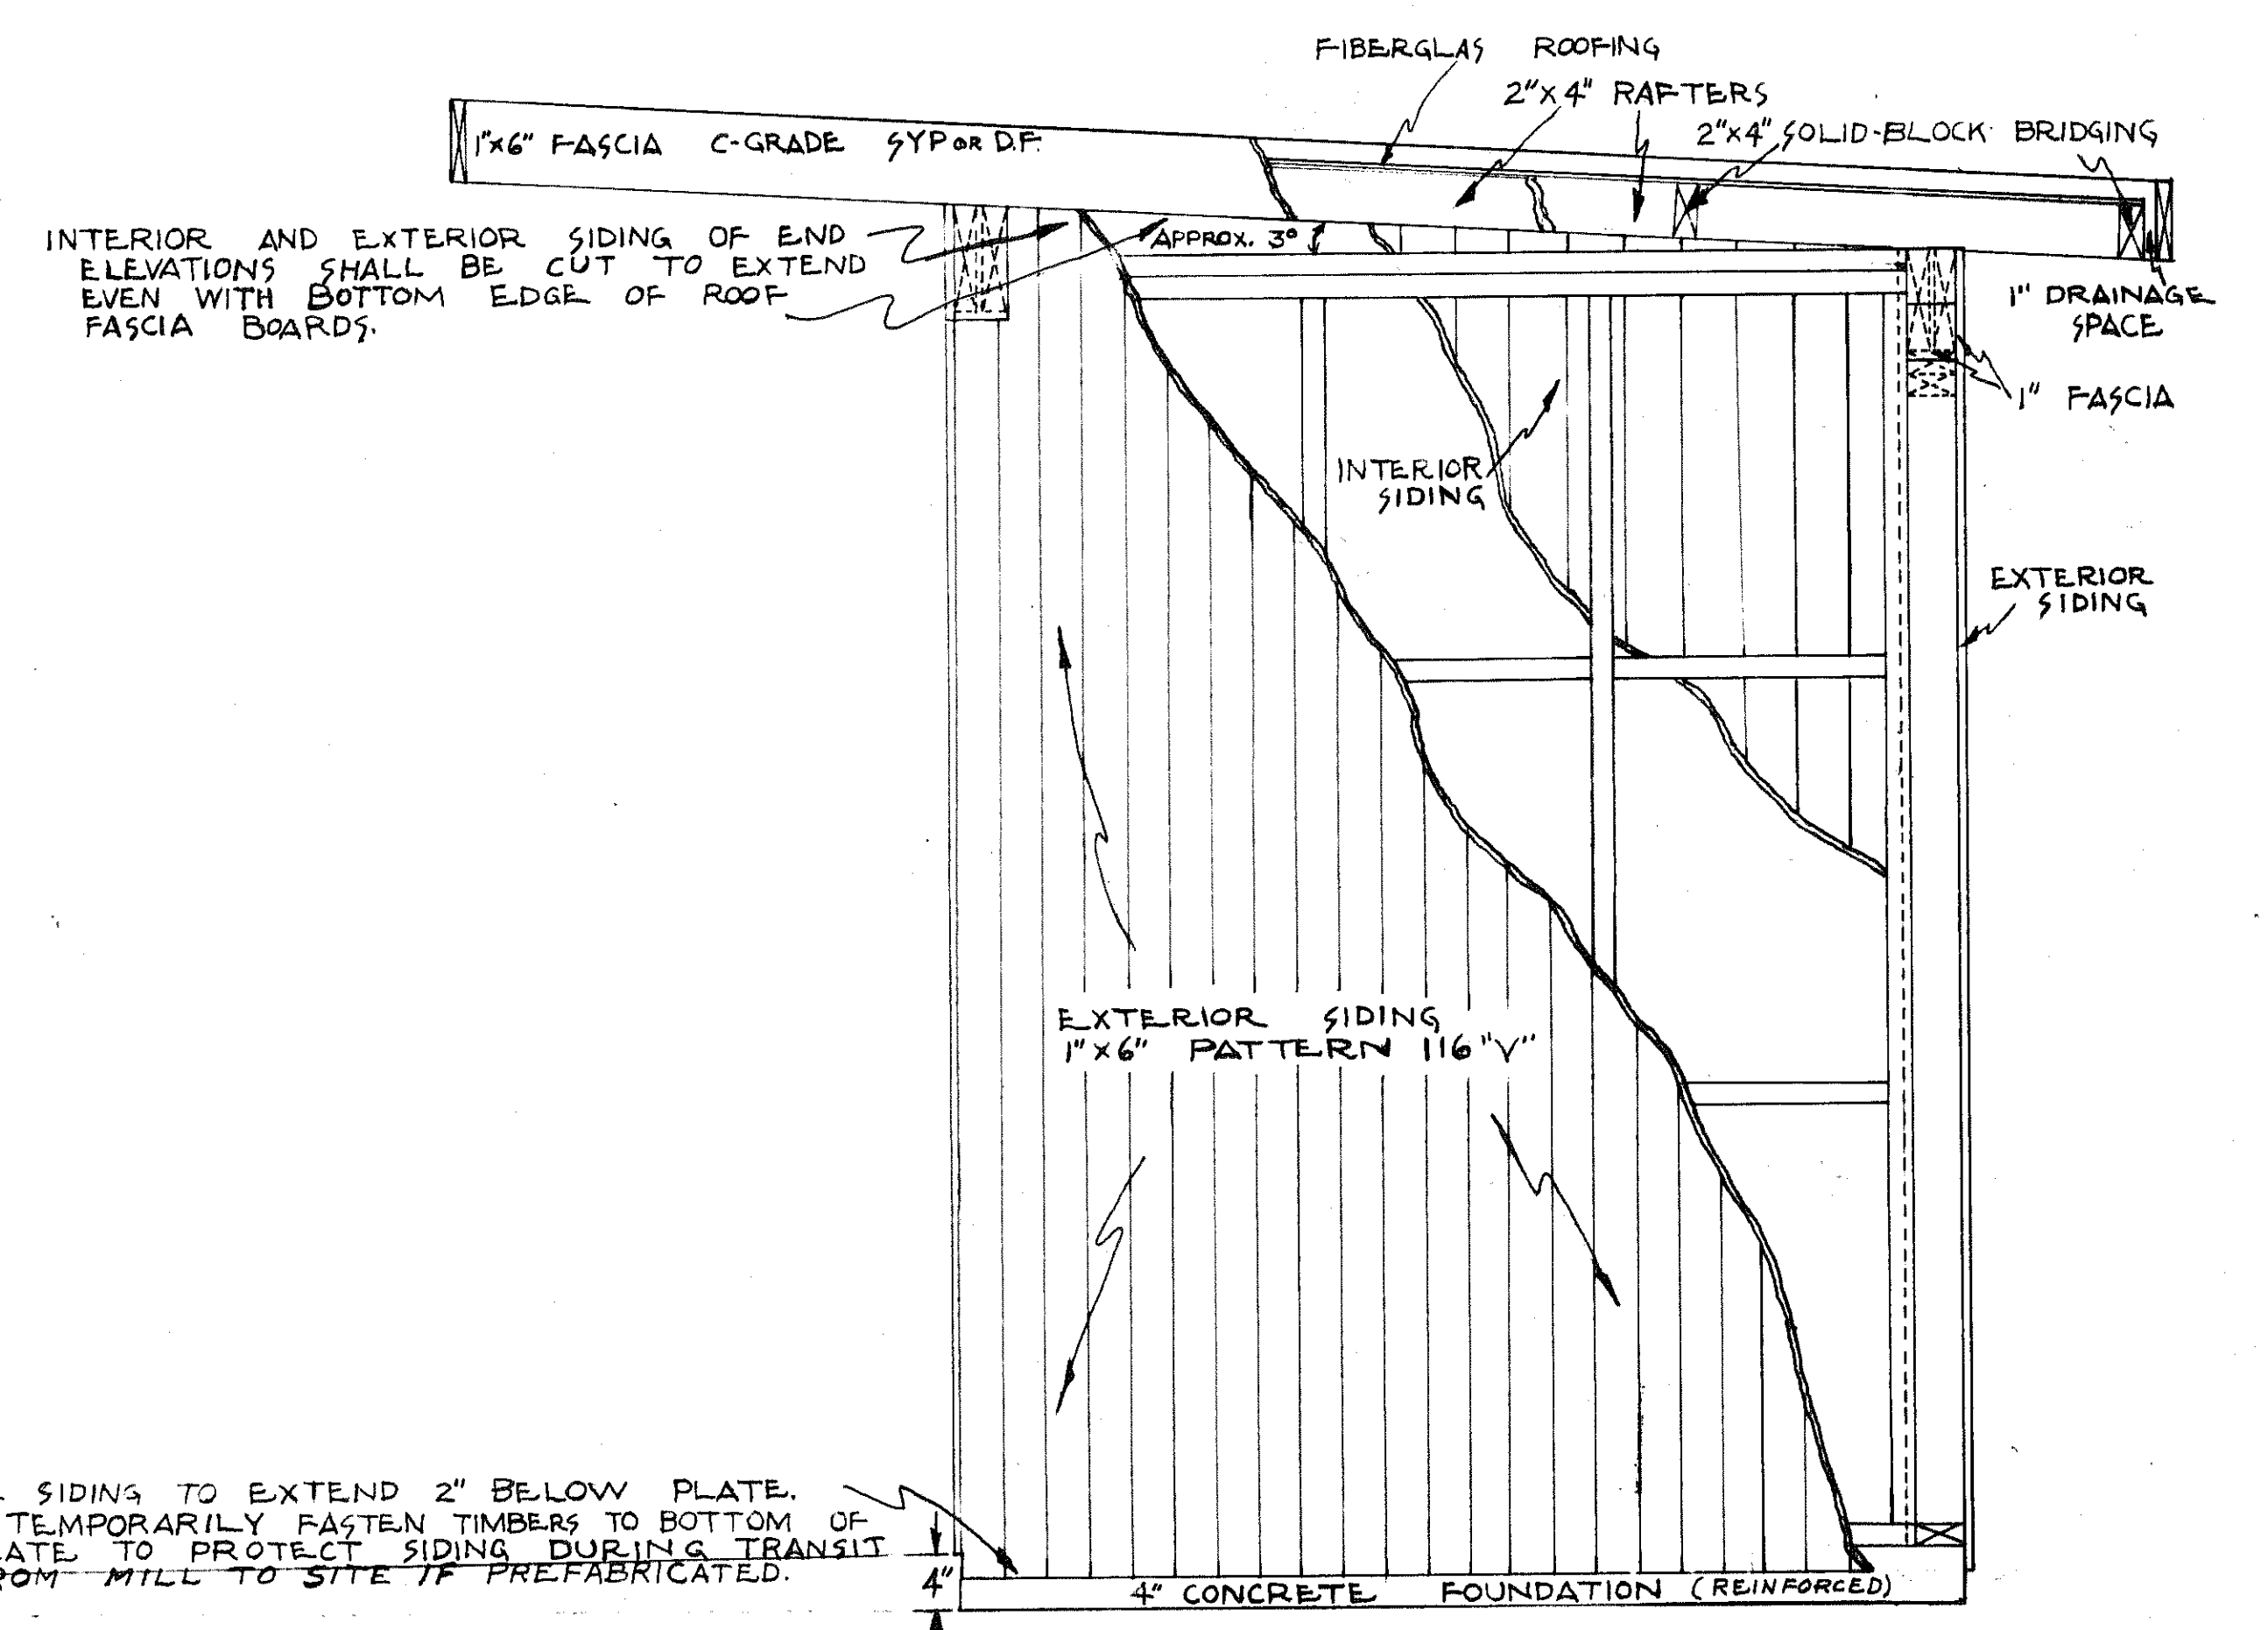 FIBERGLAS ROOFING
2"X4" RAFTERS
2"X4" SOLID-BLOCK BRIDGING
1"X6" FASCIA C-GRADE SYP OR D.F.
INTERIOR AND EXTERIOR SIDING OF END
ELEVATIONS SHALL BE CUT TO EXTEND
EVEN WITH BOTTOM EDGE OF ROOF
FASCIA BOARDS.
APPROX. 3°
1" DRAINAGE
SPACE
1" FASCIA
INTERIOR
SIDING
EXTERIOR
SIDING
EXTERIOR SIDING
1"X6" PATTERN 116 "V"
SIDING TO EXTEND 2" BELOW PLATE.
TEMPORARILY FASTEN TIMBERS TO BOTTOM OF
ATE TO PROTECT SIDING DURING TRANSIT
OM MILL TO SITE IF PREFABRICATED.
4"
4" CONCRETE FOUNDATION (REINFORCED)